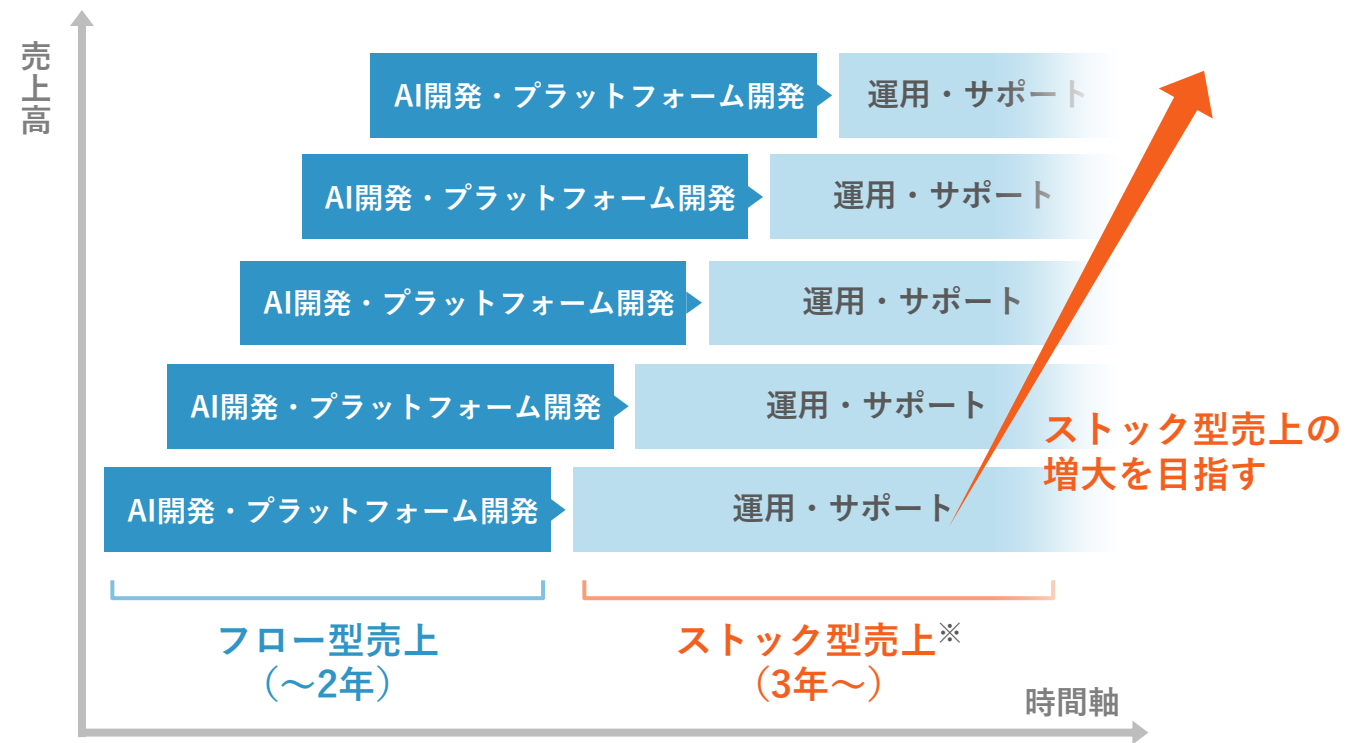 売上高
AI開発・プラットフォーム開発
運用・サポート
AI開発・プラットフォーム開発
運用・サポート
AI開発・プラットフォーム開発
運用・サポート
AI開発・プラットフォーム開発
運用・サポート
ストック型売上の
増大を目指す
AI開発・プラットフォーム開発
運用・サポート
フロー型売上
（～2年）
ストック型売上※
（3年～）
時間軸